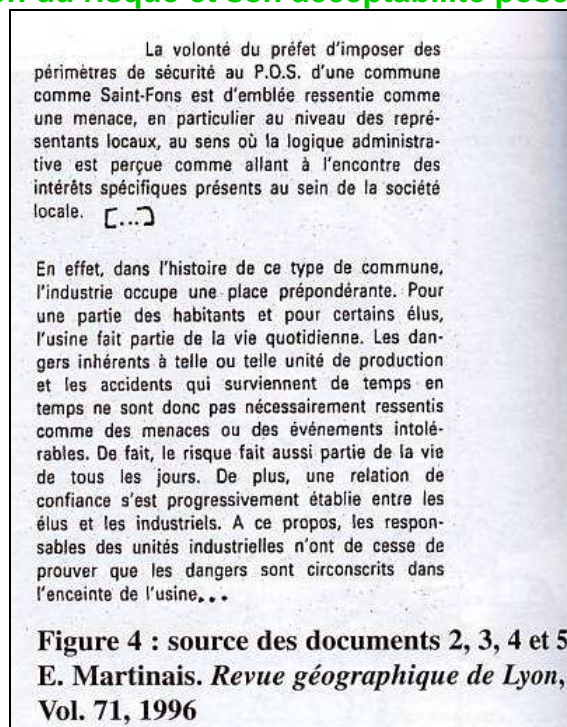 du risque et son acceptabilité
La volonté du préfet d'imposer des
périmètres de sécurité au P.O.S. d'une commune
comme Saint-Fons est d'emblée ressentie comme
une menace, en particulier au niveau des repré-
sentants locaux, au sens où la logique administra-
tive est perçue comme allant à l'encontre des
intérêts spécifiques présents au sein de la société
locale. [...]
En effet, dans l'histoire de ce type de commune,
l'industrie occupe une place prépondérante. Pour
une partie des habitants et pour certains élus,
l'usine fait partie de la vie quotidienne. Les dan-
gers inhérents à telle ou telle unité de production
et les accidents qui surviennent de temps en
temps ne sont donc pas nécessairement ressentis
comme des menaces ou des événements intolé-
rables. De fait, le risque fait aussi partie de la vie
de tous les jours. De plus, une relation de
confiance s'est progressivement établie entre les
élus et les industriels. A ce propos, les respon-
sables des unités industrielles n'ont de cesse de
prouver que les dangers sont circonscrits dans
l'enceinte de l'usine...
Figure 4 : source des documents 2, 3, 4 et 5
E. Martinais. Revue géographique de Lyon,
Vol. 71, 1996